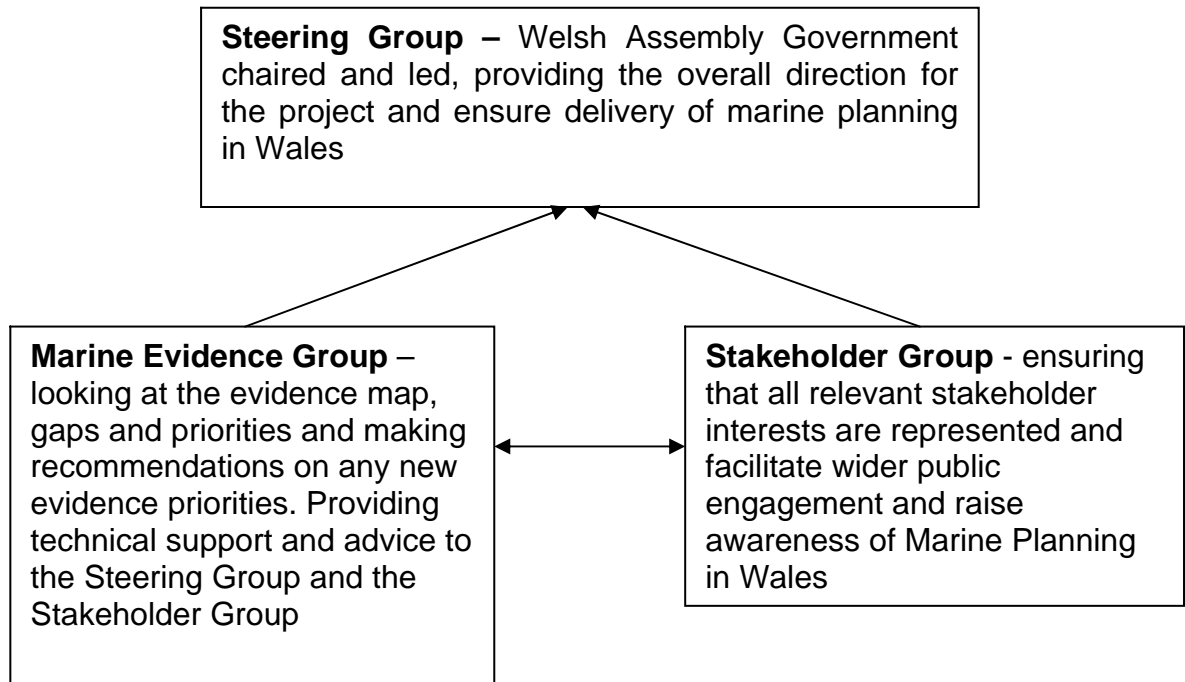 Steering Group – Welsh Assembly Government
chaired and led, providing the overall direction for
the project and ensure delivery of marine planning
in Wales
Marine Evidence Group –
looking at the evidence map,
gaps and priorities and making
recommendations on any new
evidence priorities. Providing
technical support and advice to
the Steering Group and the
Stakeholder Group
Stakeholder Group - ensuring
that all relevant stakeholder
interests are represented and
facilitate wider public
engagement and raise
awareness of Marine Planning
in Wales